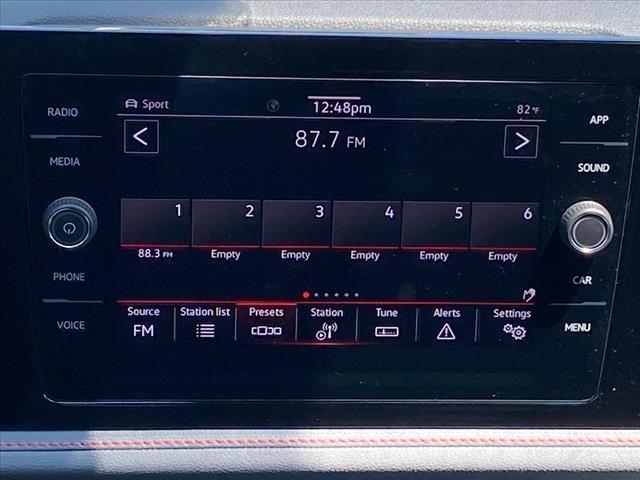 RADIO
MEDIA
PHONE
VOICE
Sport
12:48pm
82°F
87.7 FM
1 2 3 4 5 6
88.3 FM Empty Empty Empty Empty Empty
Source Station list Presets Station Tune Alerts Settings
FM
APP
SOUND
CAR
MENU